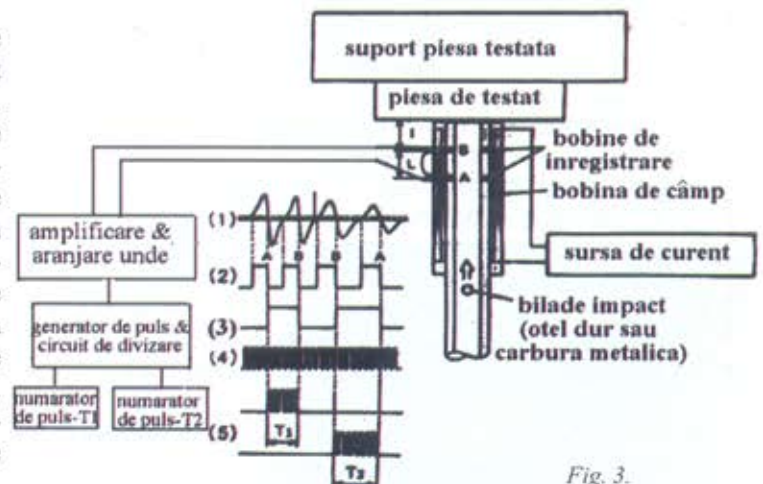 suport piesa testata
piesa de testat
I
B
bobine de
inregistrare
L
A
bobina de câmp
(1)
amplificare &
aranjare unde
sursa de curent
A B B A
(2)
bila de impact
(otel dur sau
carbura metalica)
generator de puls &
circuit de divizare
(3)
(4)
numarator
de puls-T1
numarator
de puls-T2
(5)
T1
T2
Fig. 3.